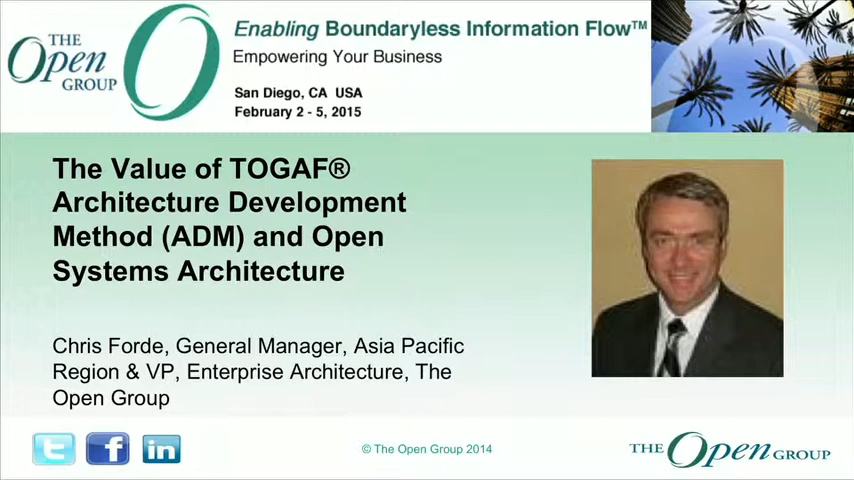 THE
Open
GROUP
Enabling Boundaryless Information Flow™
Empowering Your Business
San Diego, CA USA
February 2 - 5, 2015
The Value of TOGAF®
Architecture Development
Method (ADM) and Open
Systems Architecture
Chris Forde, General Manager, Asia Pacific
Region & VP, Enterprise Architecture, The
Open Group
t f in
© The Open Group 2014
THE Open GROUP